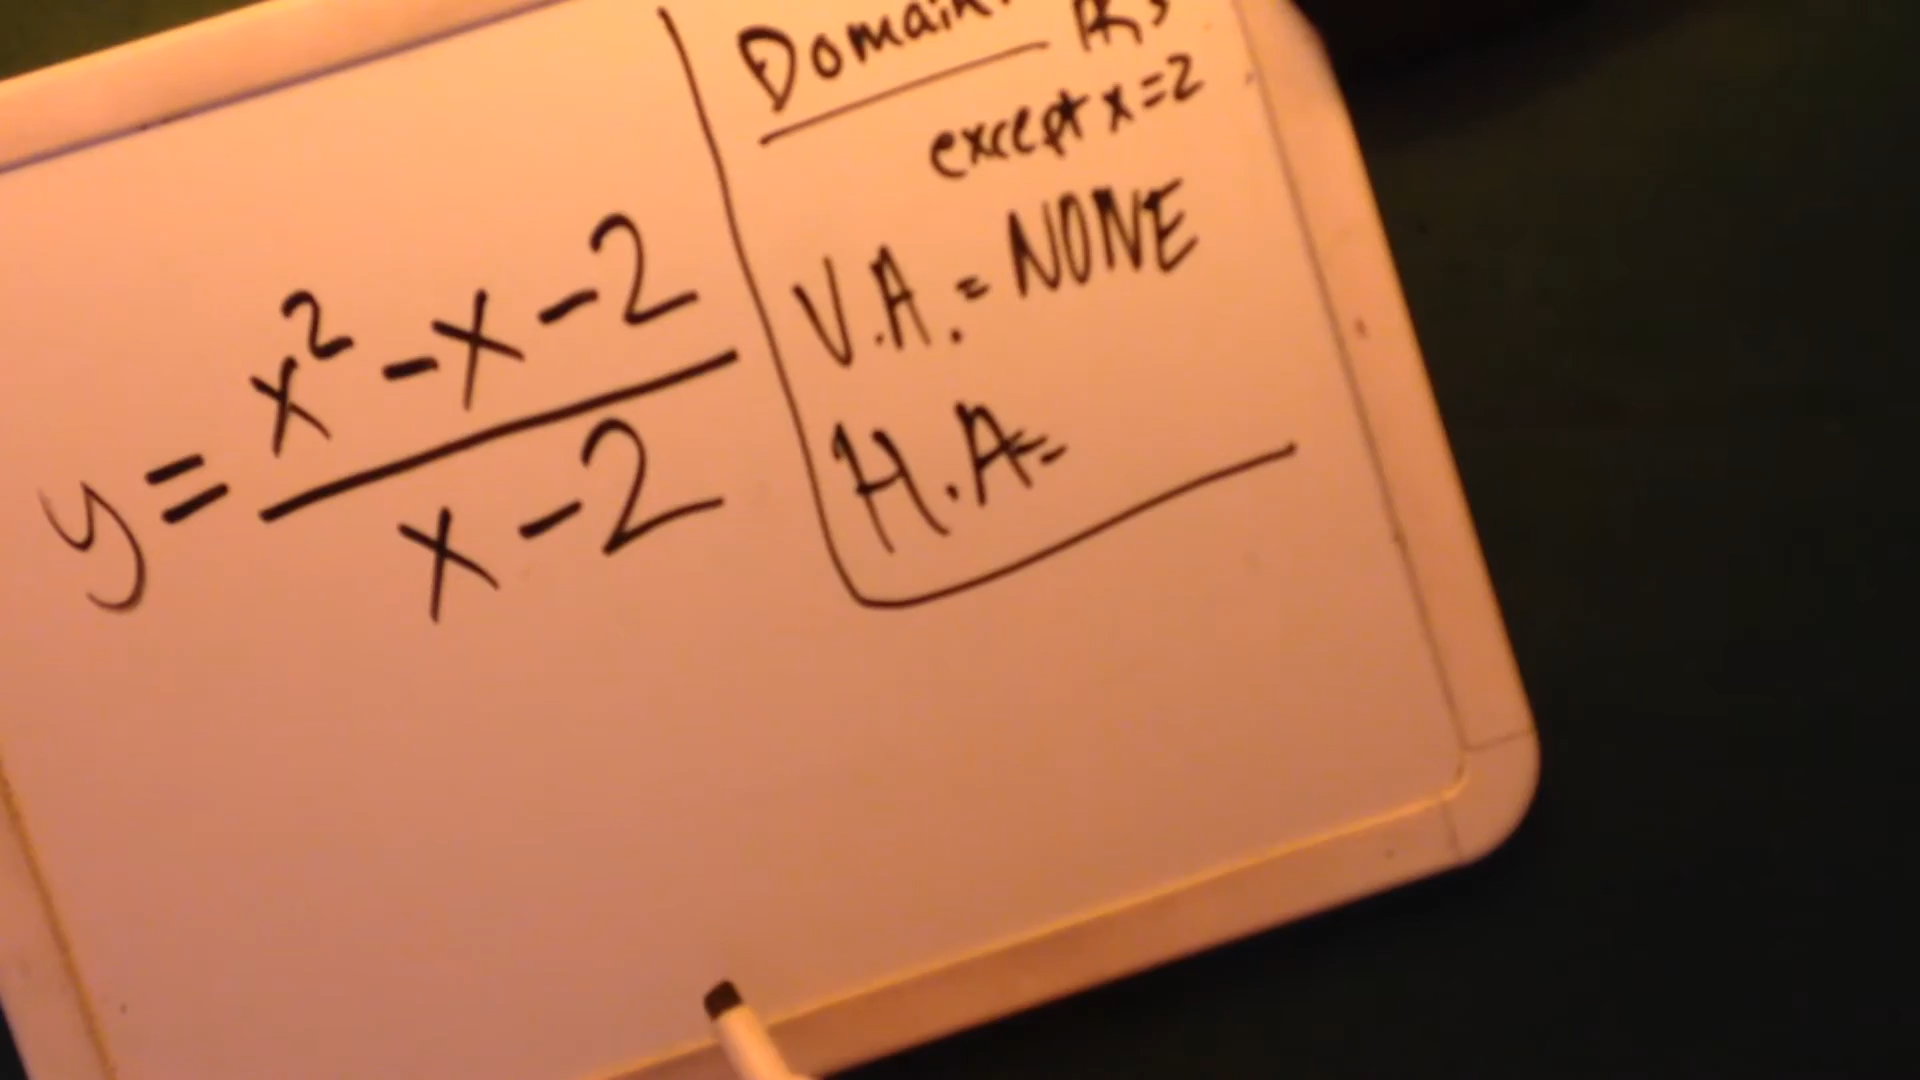 y = x² - x - 2
x - 2
Domain:
except x = 2
V.A. = NONE
H.A =